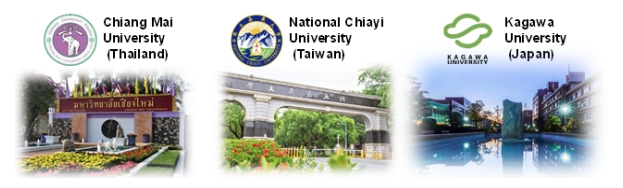 Chiang Mai
University
(Thailand)
National Chiayi
University
(Taiwan)
Kagawa
University
(Japan)
KAGAWA
UNIVERSITY
มหาวิทยาลัยเชียงใหม่